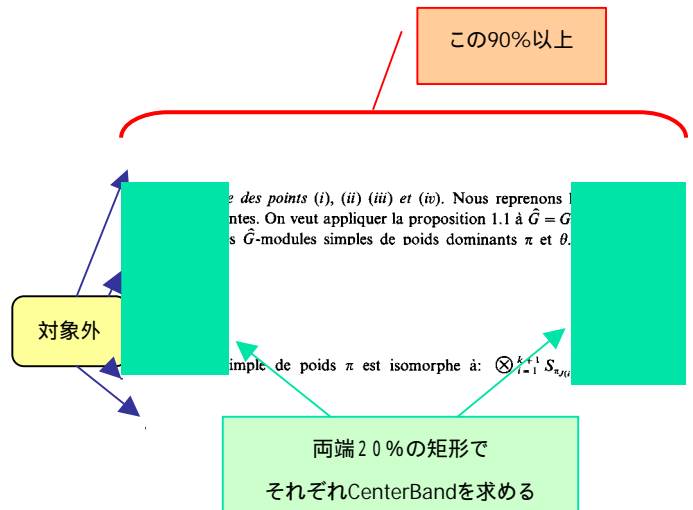 この90%以上
e des points (i), (ii) (iii) et (iv). Nous reprenons
ntes. On veut appliquer la proposition 1.1 à Ĝ = G
s Ĝ-modules simples de poids dominants π et θ.
対象外
imple de poids π est isomorphe à: ⊗
両端20%の矩形で
それぞれCenterBandを求める